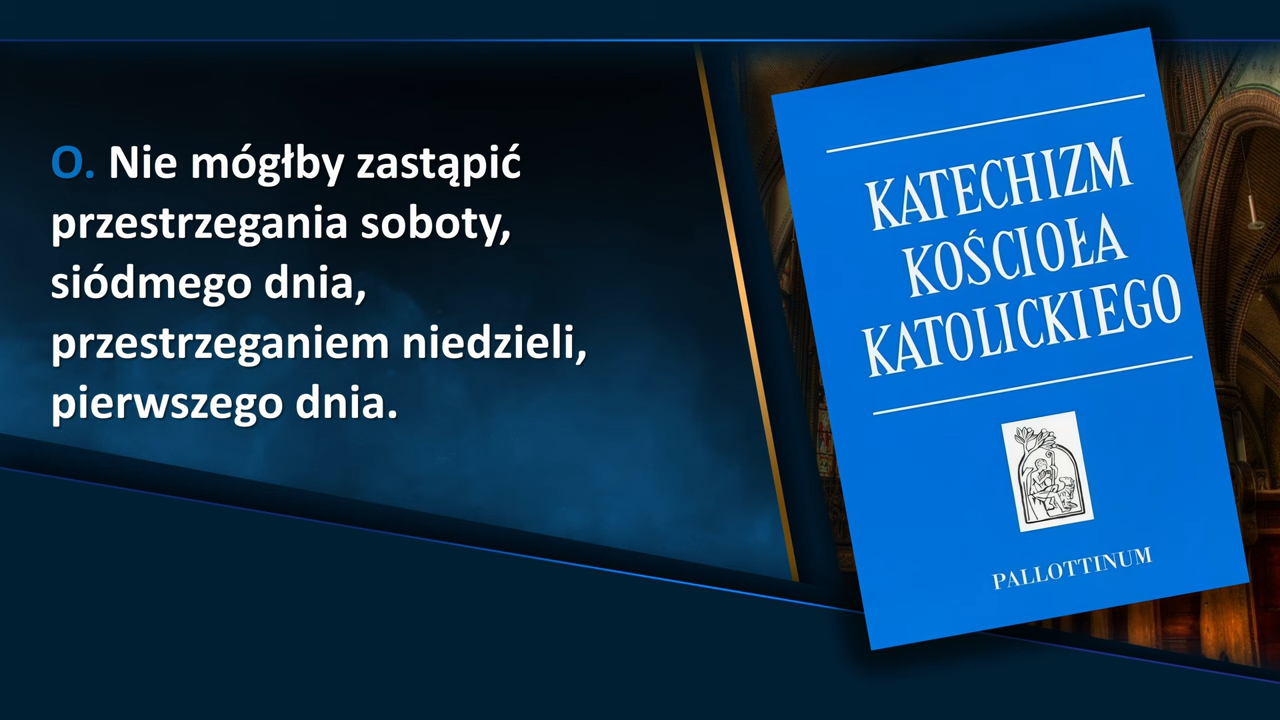 O. Nie mógłby zastąpić
przestrzegania soboty,
siódmego dnia,
przestrzeganiem niedzieli,
pierwszego dnia.
KATECHIZM
KOŚCIOŁA
KATOLICKIEGO
PALLOTTINUM